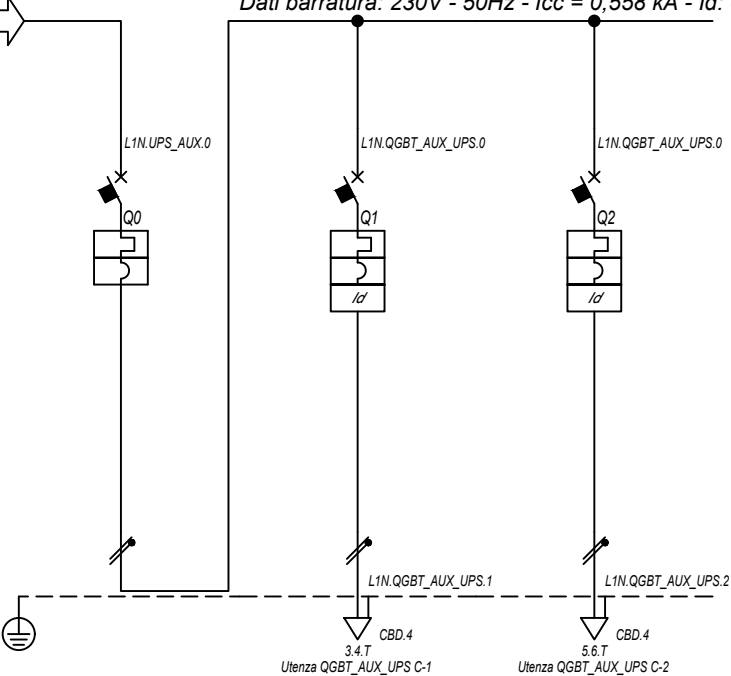 Dati barratura: 230V - 50Hz - Icc = 0,558 kA - Id:
L1N.UPS_AUX.0
L1N.QGBT_AUX_UPS.0
L1N.QGBT_AUX_UPS.0
Q0
Q1
Q2
Id
Id
L1N.QGBT_AUX_UPS.1
L1N.QGBT_AUX_UPS.2
CBD.4
CBD.4
3.4.T
5.6.T
Utenza QGBT_AUX_UPS C-1
Utenza QGBT_AUX_UPS C-2